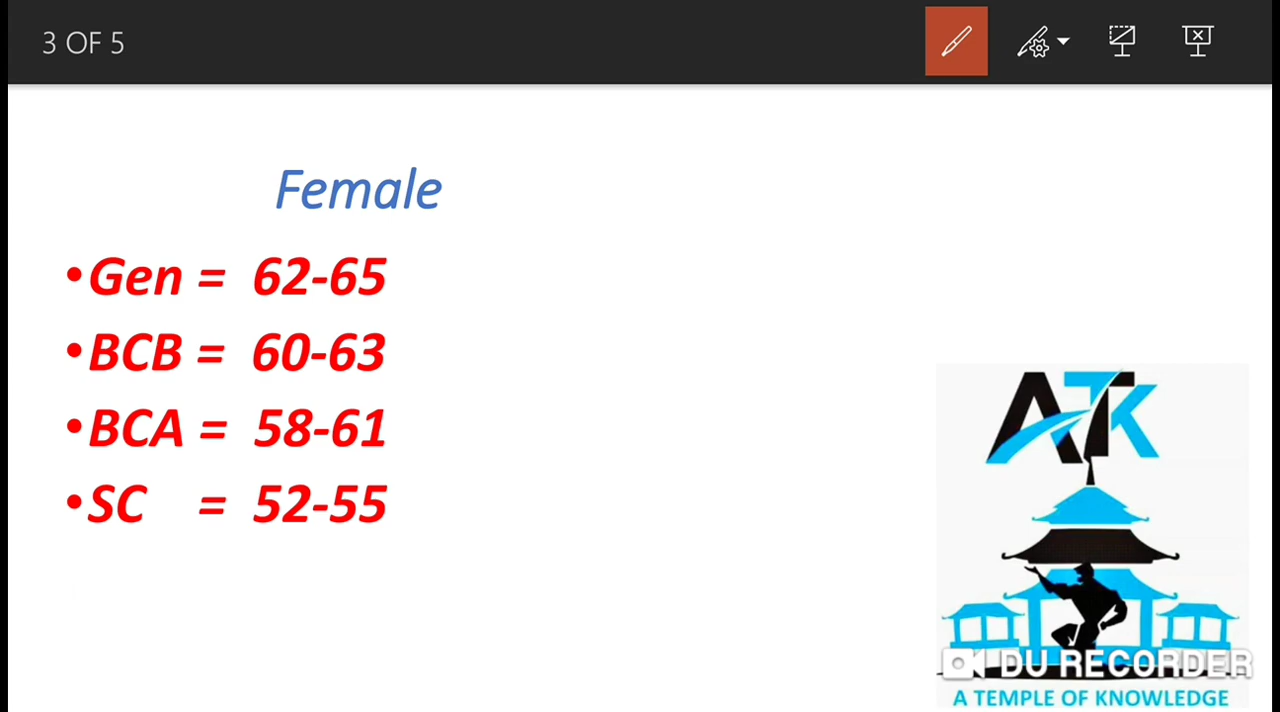 3 OF 5
Female
•Gen = 62-65
•BCB = 60-63
•BCA = 58-61
•SC = 52-55
ATK
DU RECORDER
A TEMPLE OF KNOWLEDGE